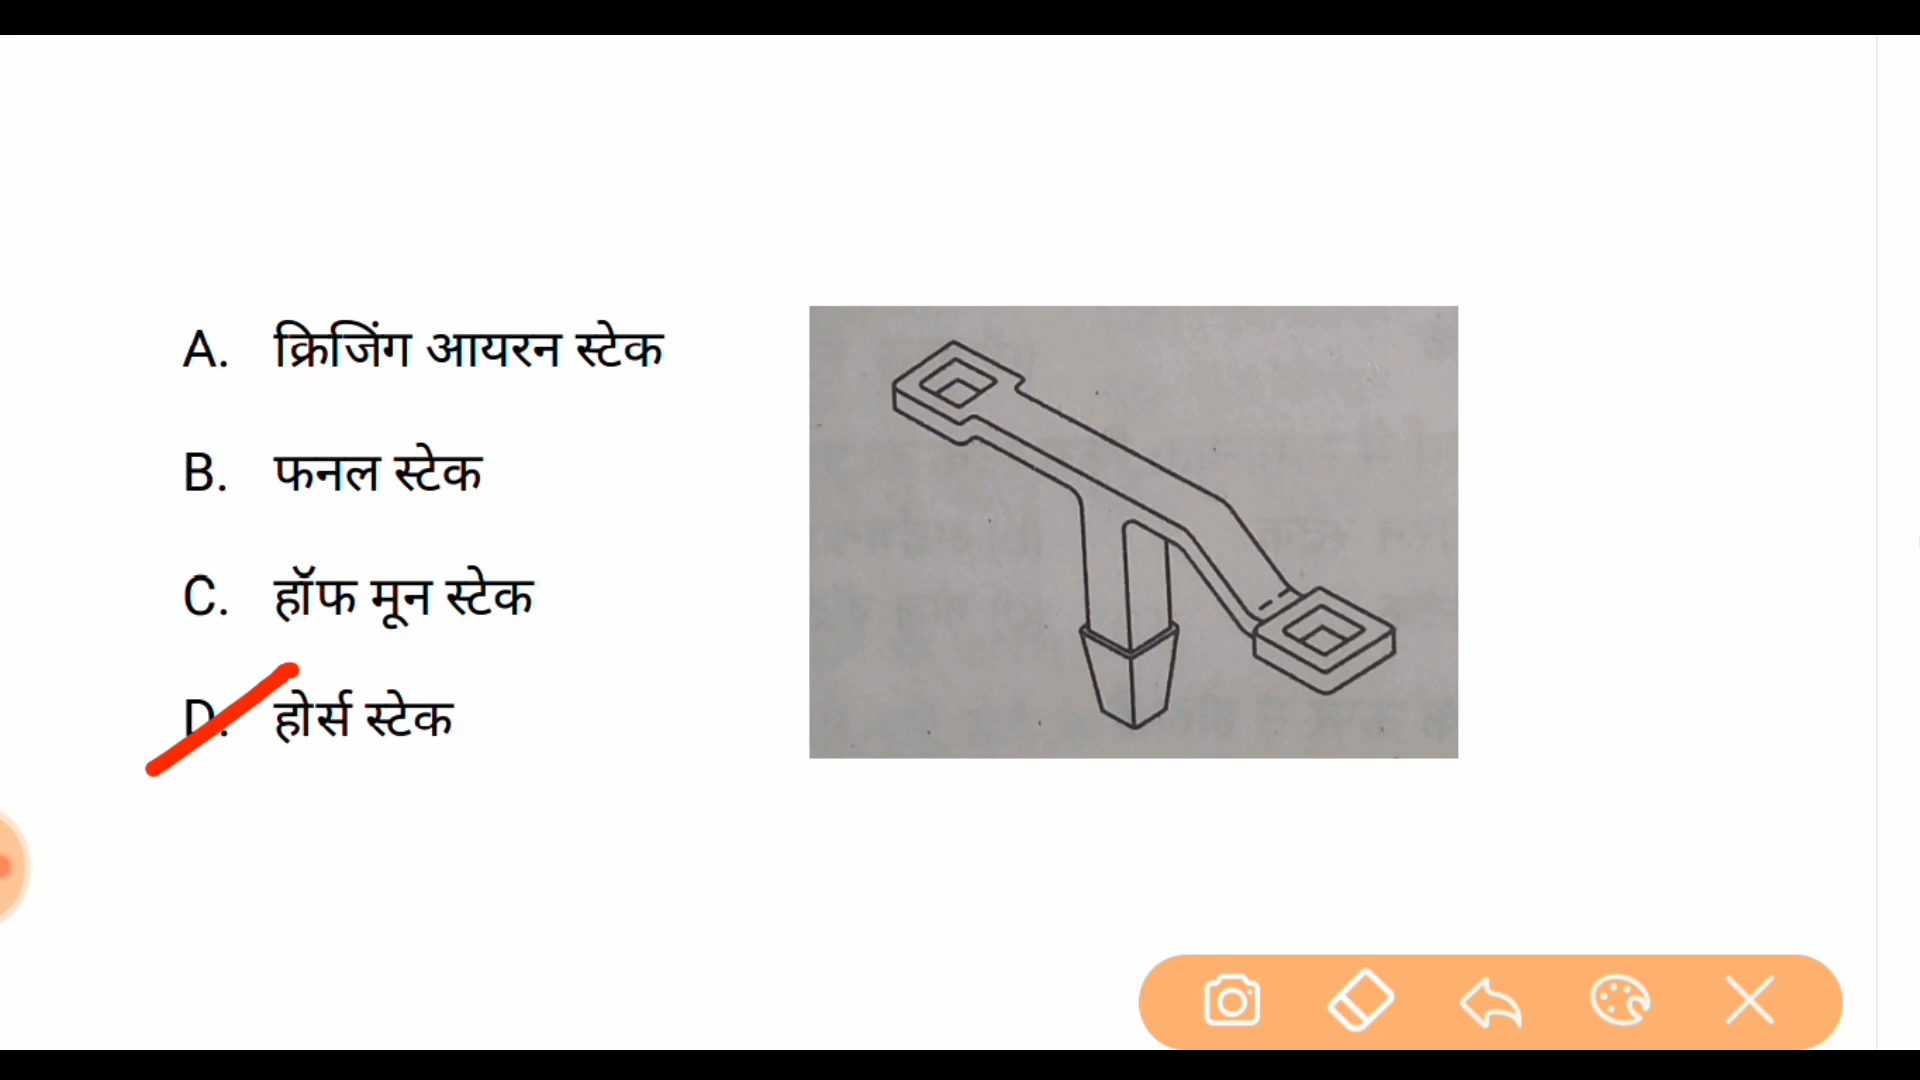 A. क्रिजिंग आयरन स्टेक
B. फनल स्टेक
C. हॉफ मून स्टेक
D. होर्स स्टेक